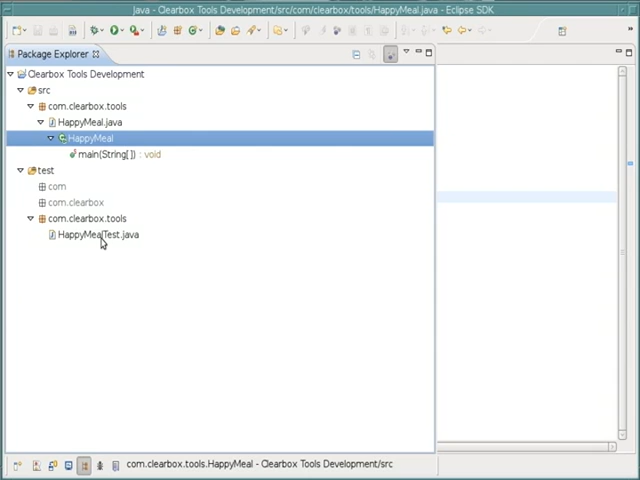 Java - Clearbox Tools Development/src/com/clearbox/tools/HappyMeal.java - Eclipse SDK
Package Explorer
Clearbox Tools Development
src
com.clearbox.tools
HappyMeal.java
HappyMeal
main(String[]) : void
test
com
com.clearbox
com.clearbox.tools
HappyMealTest.java
com.clearbox.tools.HappyMeal - Clearbox Tools Development/src